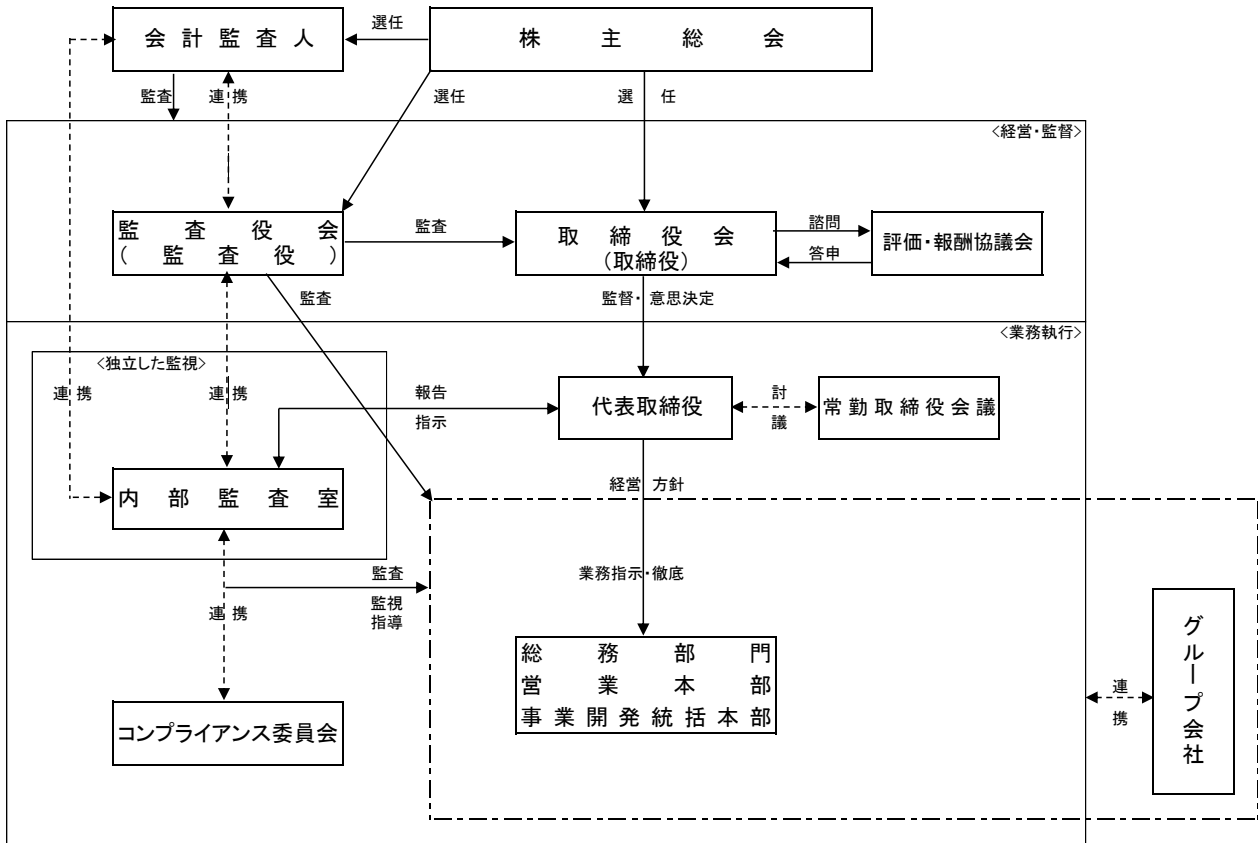 会計監査人
選任
株主総会
監査
連携
選任
選任
<経営・監督>
監査役会
(監査役)
監査
取締役会
(取締役)
諮問
答申
評価・報酬協議会
監査
監督・意思決定
<業務執行>
<独立した監視>
連携
連携
報告
指示
代表取締役
討
議
常勤取締役会議
内部監査室
経営方針
監査
監視
指導
連携
業務指示・徹底
総務部門
営業本部
事業開発統括本部
コンプライアンス委員会
連
携
グループ会社